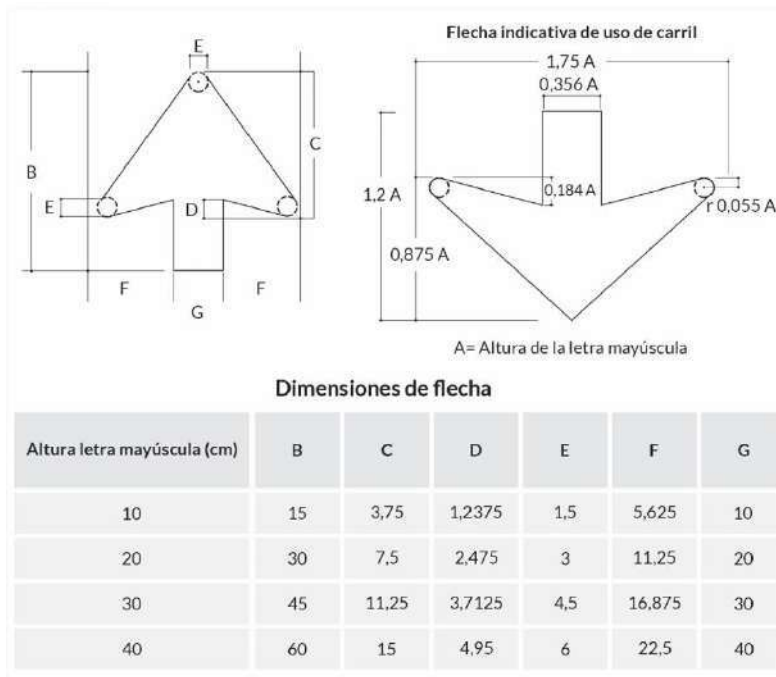 Flecha indicativa de uso de carril
E
B
C
E
D
F
F
G
1,75 A
0,356 A
1,2 A
0,184 A
r 0,055 A
0,875 A
A= Altura de la letra mayúscula
Dimensiones de flecha
Altura letra mayúscula (cm) B C D E F G
10 15 3,75 1,2375 1,5 5,625 10
20 30 7,5 2,475 3 11,25 20
30 45 11,25 3,7125 4,5 16,875 30
40 60 15 4,95 6 22,5 40